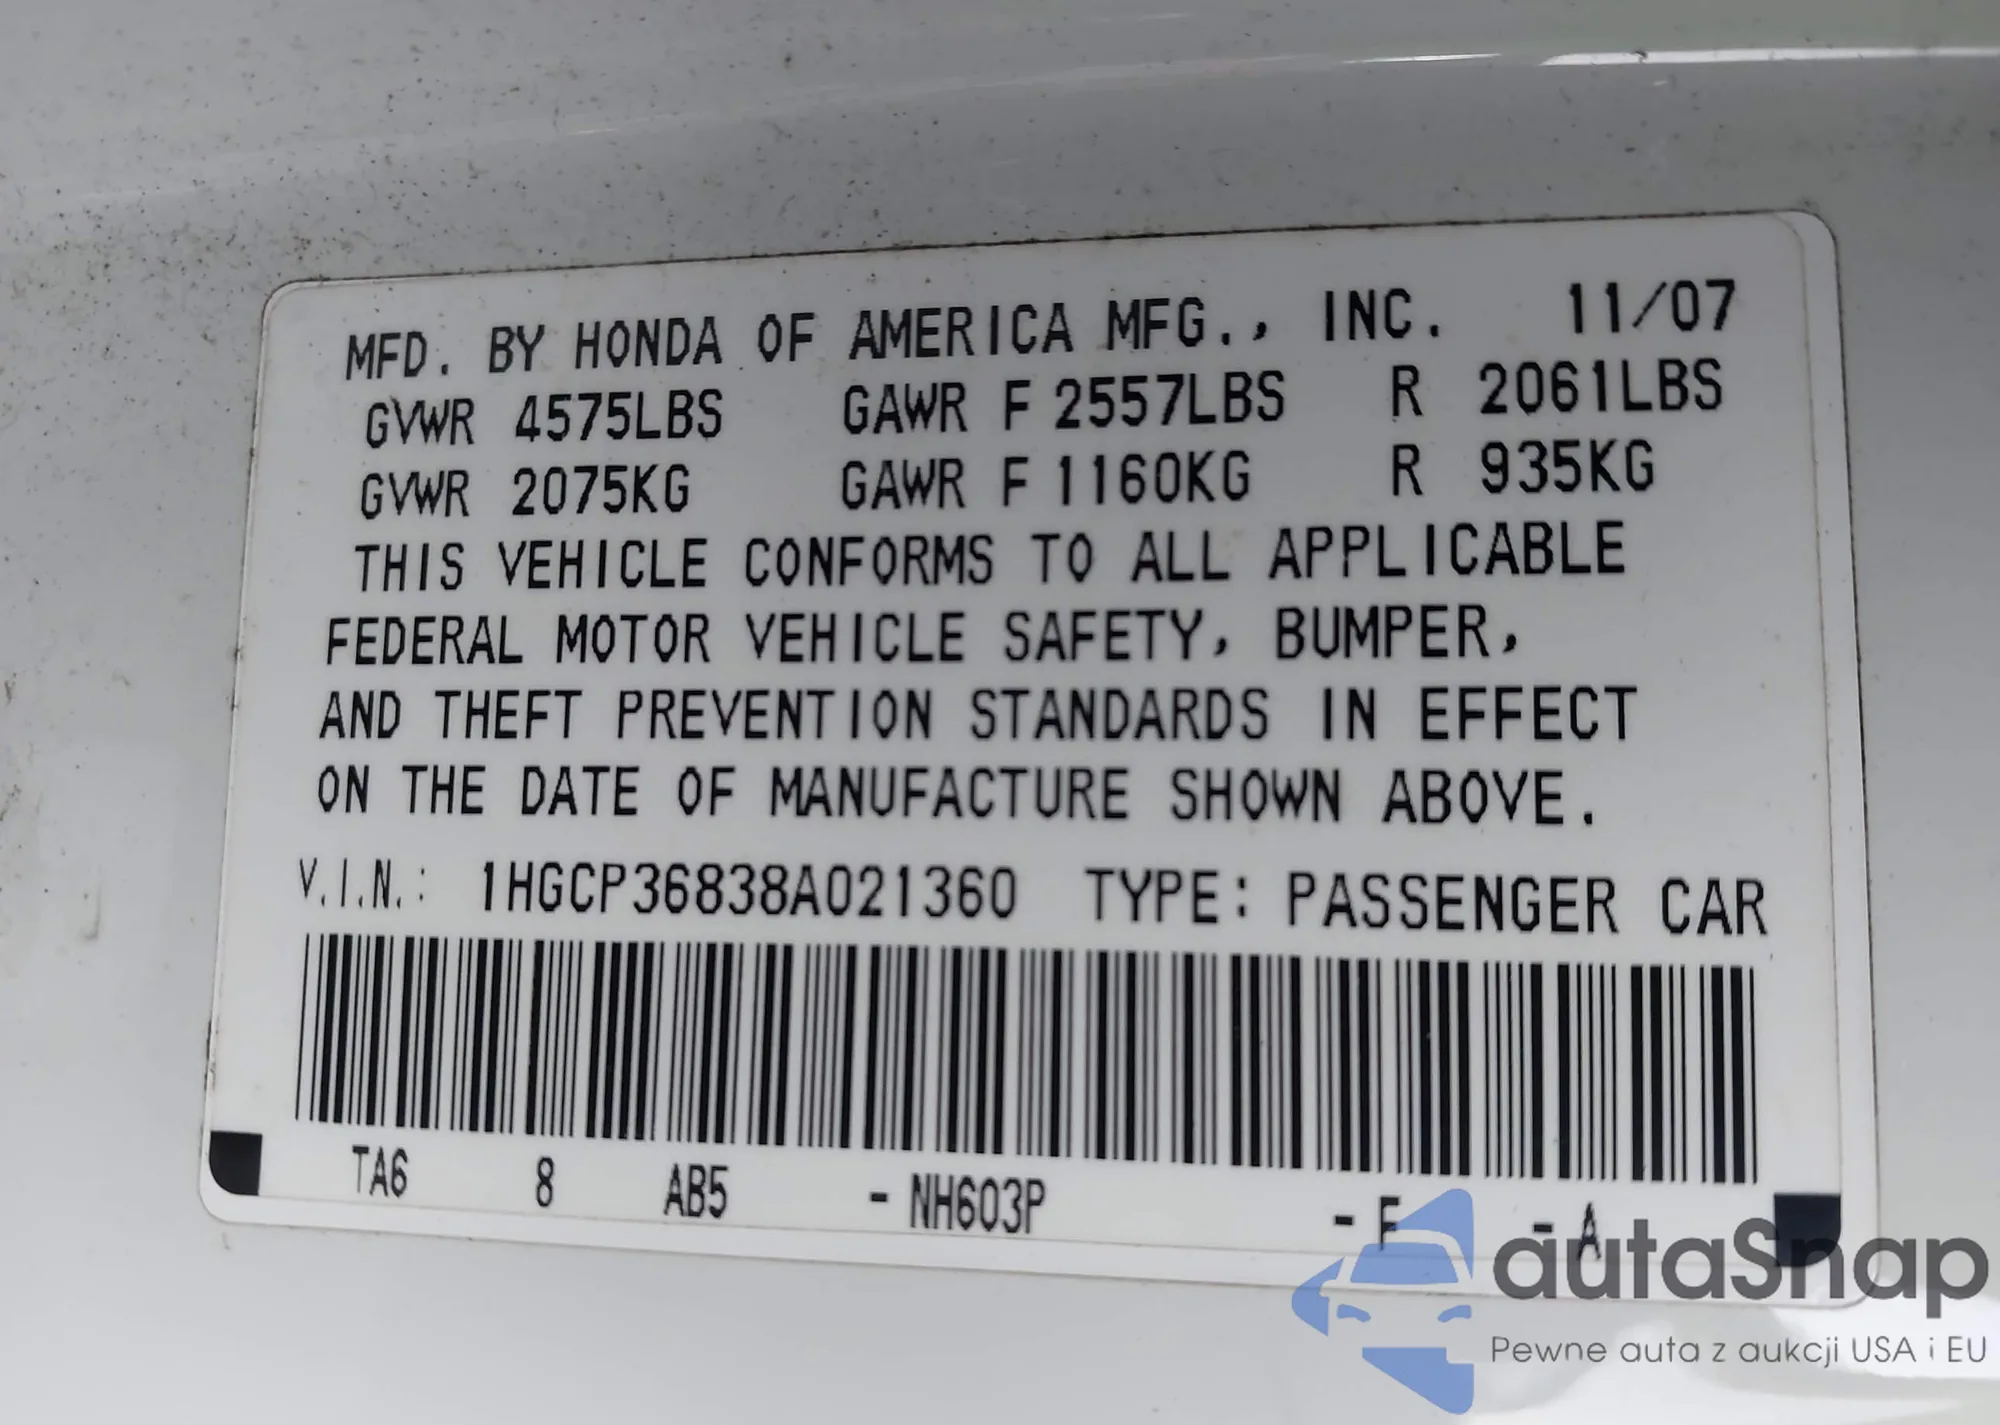 MFD. BY HONDA OF AMERICA MFG., INC. 11/07
GVWR 4575LBS GAWR F 2557LBS R 2061LBS
GVWR 2075KG GAWR F 1160KG R 935KG
THIS VEHICLE CONFORMS TO ALL APPLICABLE
FEDERAL MOTOR VEHICLE SAFETY, BUMPER,
AND THEFT PREVENTION STANDARDS IN EFFECT
ON THE DATE OF MANUFACTURE SHOWN ABOVE.
V.I.N.: 1HGCP36838A021360 TYPE: PASSENGER CAR
TA6 8 AB5 - NH603P - F - A
autaSnap
Pewne auta z aukcji USA i EU